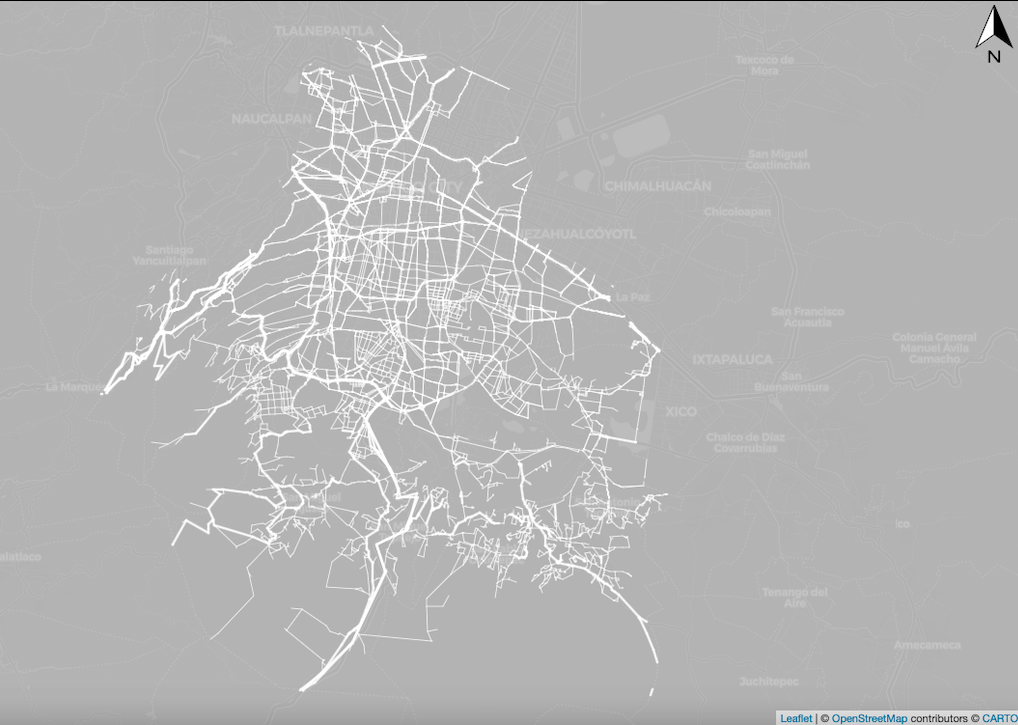 TLALNEPANTLA
N
Texcoco de
Mora
NAUCALPAN
San Miguel
Coatlinchán
CITY
CHIMALHUACÁN
Chicoloapan
NEZAHUALCÓYOTL
Santiago
Yancuitlalpan
La Paz
San Francisco
Acuautla
Colonia General
Manuel Ávila
Camacho
IXTAPALUCA
San
Buenaventura
La Marquesa
XICO
Chalco de Díaz
Covarrubias
ico
alatlaco
Tenango del
Aire
Amecameca
Juchitepec
Leaflet | © OpenStreetMap contributors © CARTO